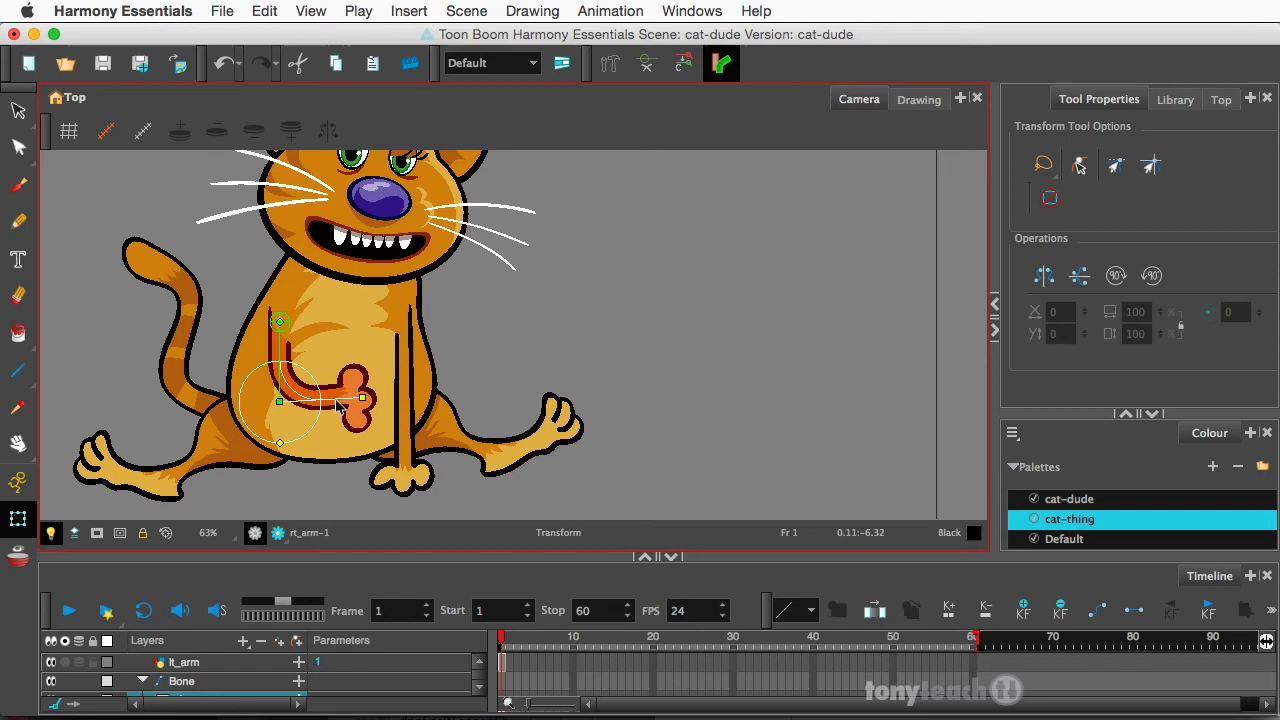 Harmony Essentials File Edit View Play Insert Scene Drawing Animation Windows Help
Toon Boom Harmony Essentials Scene: cat-dude Version: cat-dude
Default
Top Camera Drawing
Tool Properties Library Top
Transform Tool Options
Operations
90° 90°
X 0 100 % 0
Y 0 100 %
Colour
Palettes
cat-dude
cat-thing
Default
63% rt_arm-1 Transform Fr 1 0.11:-6.32 Black
Timeline
Frame 1 Start 1 Stop 60 FPS 24
Layers Parameters 10 20 30 40 50 60 70 80 90
lt_arm 1
Bone
tonyteach